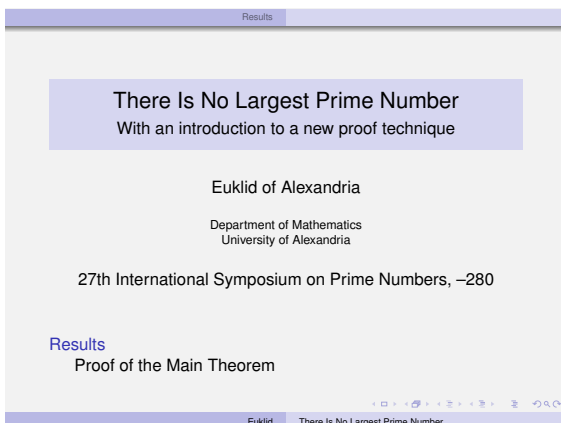 Results
There Is No Largest Prime Number
With an introduction to a new proof technique
Euklid of Alexandria
Department of Mathematics
University of Alexandria
27th International Symposium on Prime Numbers, –280
Results
Proof of the Main Theorem
Euklid There Is No Largest Prime Number